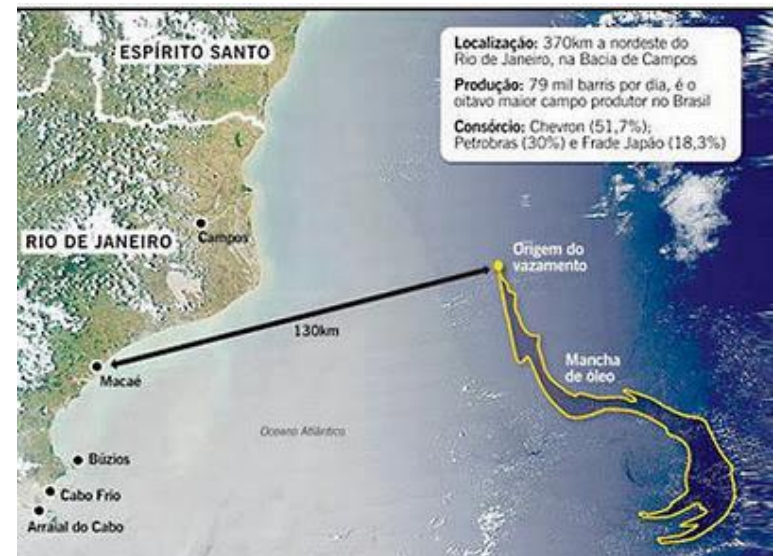 ESPÍRITO SANTO
Localização: 370km a nordeste do
Rio de Janeiro, na Bacia de Campos
Produção: 79 mil barris por dia, é o
oitavo maior campo produtor no Brasil
Consórcio: Chevron (51,7%);
Petrobras (30%) e Frade Japão (18,3%)
RIO DE JANEIRO
Campos
Origem do
vazamento
130km
Macaé
Mancha
de óleo
Oceano Atlântico
Búzios
Cabo Frio
Arraial do Cabo